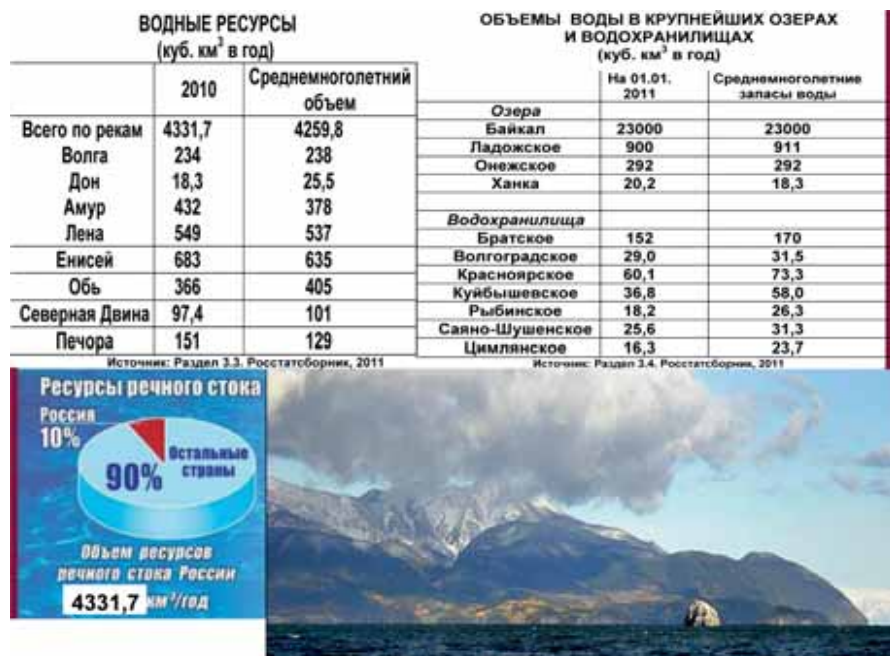 ВОДНЫЕ РЕСУРСЫ
(куб. км³ в год)
2010 Среднемноголетний объем
Всего по рекам 4331,7 4259,8
Волга 234 238
Дон 18,3 25,5
Амур 432 378
Лена 549 537
Енисей 683 635
Обь 366 405
Северная Двина 97,4 101
Печора 151 129
Источник: Раздел 3.3. Росстатсборник, 2011
ОБЪЕМЫ ВОДЫ В КРУПНЕЙШИХ ОЗЕРАХ
И ВОДОХРАНИЛИЩАХ
(куб. км³ в год)
На 01.01. 2011 Среднемноголетние запасы воды
Озера
Байкал 23000 23000
Ладожское 900 911
Онежское 292 292
Ханка 20,2 18,3
Водохранилища
Братское 152 170
Волгоградское 29,0 31,5
Красноярское 60,1 73,3
Куйбышевское 36,8 58,0
Рыбинское 18,2 26,3
Саяно-Шушенское 25,6 31,3
Цимлянское 16,3 23,7
Источник: Раздел 3.4. Росстатсборник, 2011
Ресурсы речного стока
Россия
10%
90%
Остальные
страны
Объем ресурсов
речного стока России
4331,7 км³/год